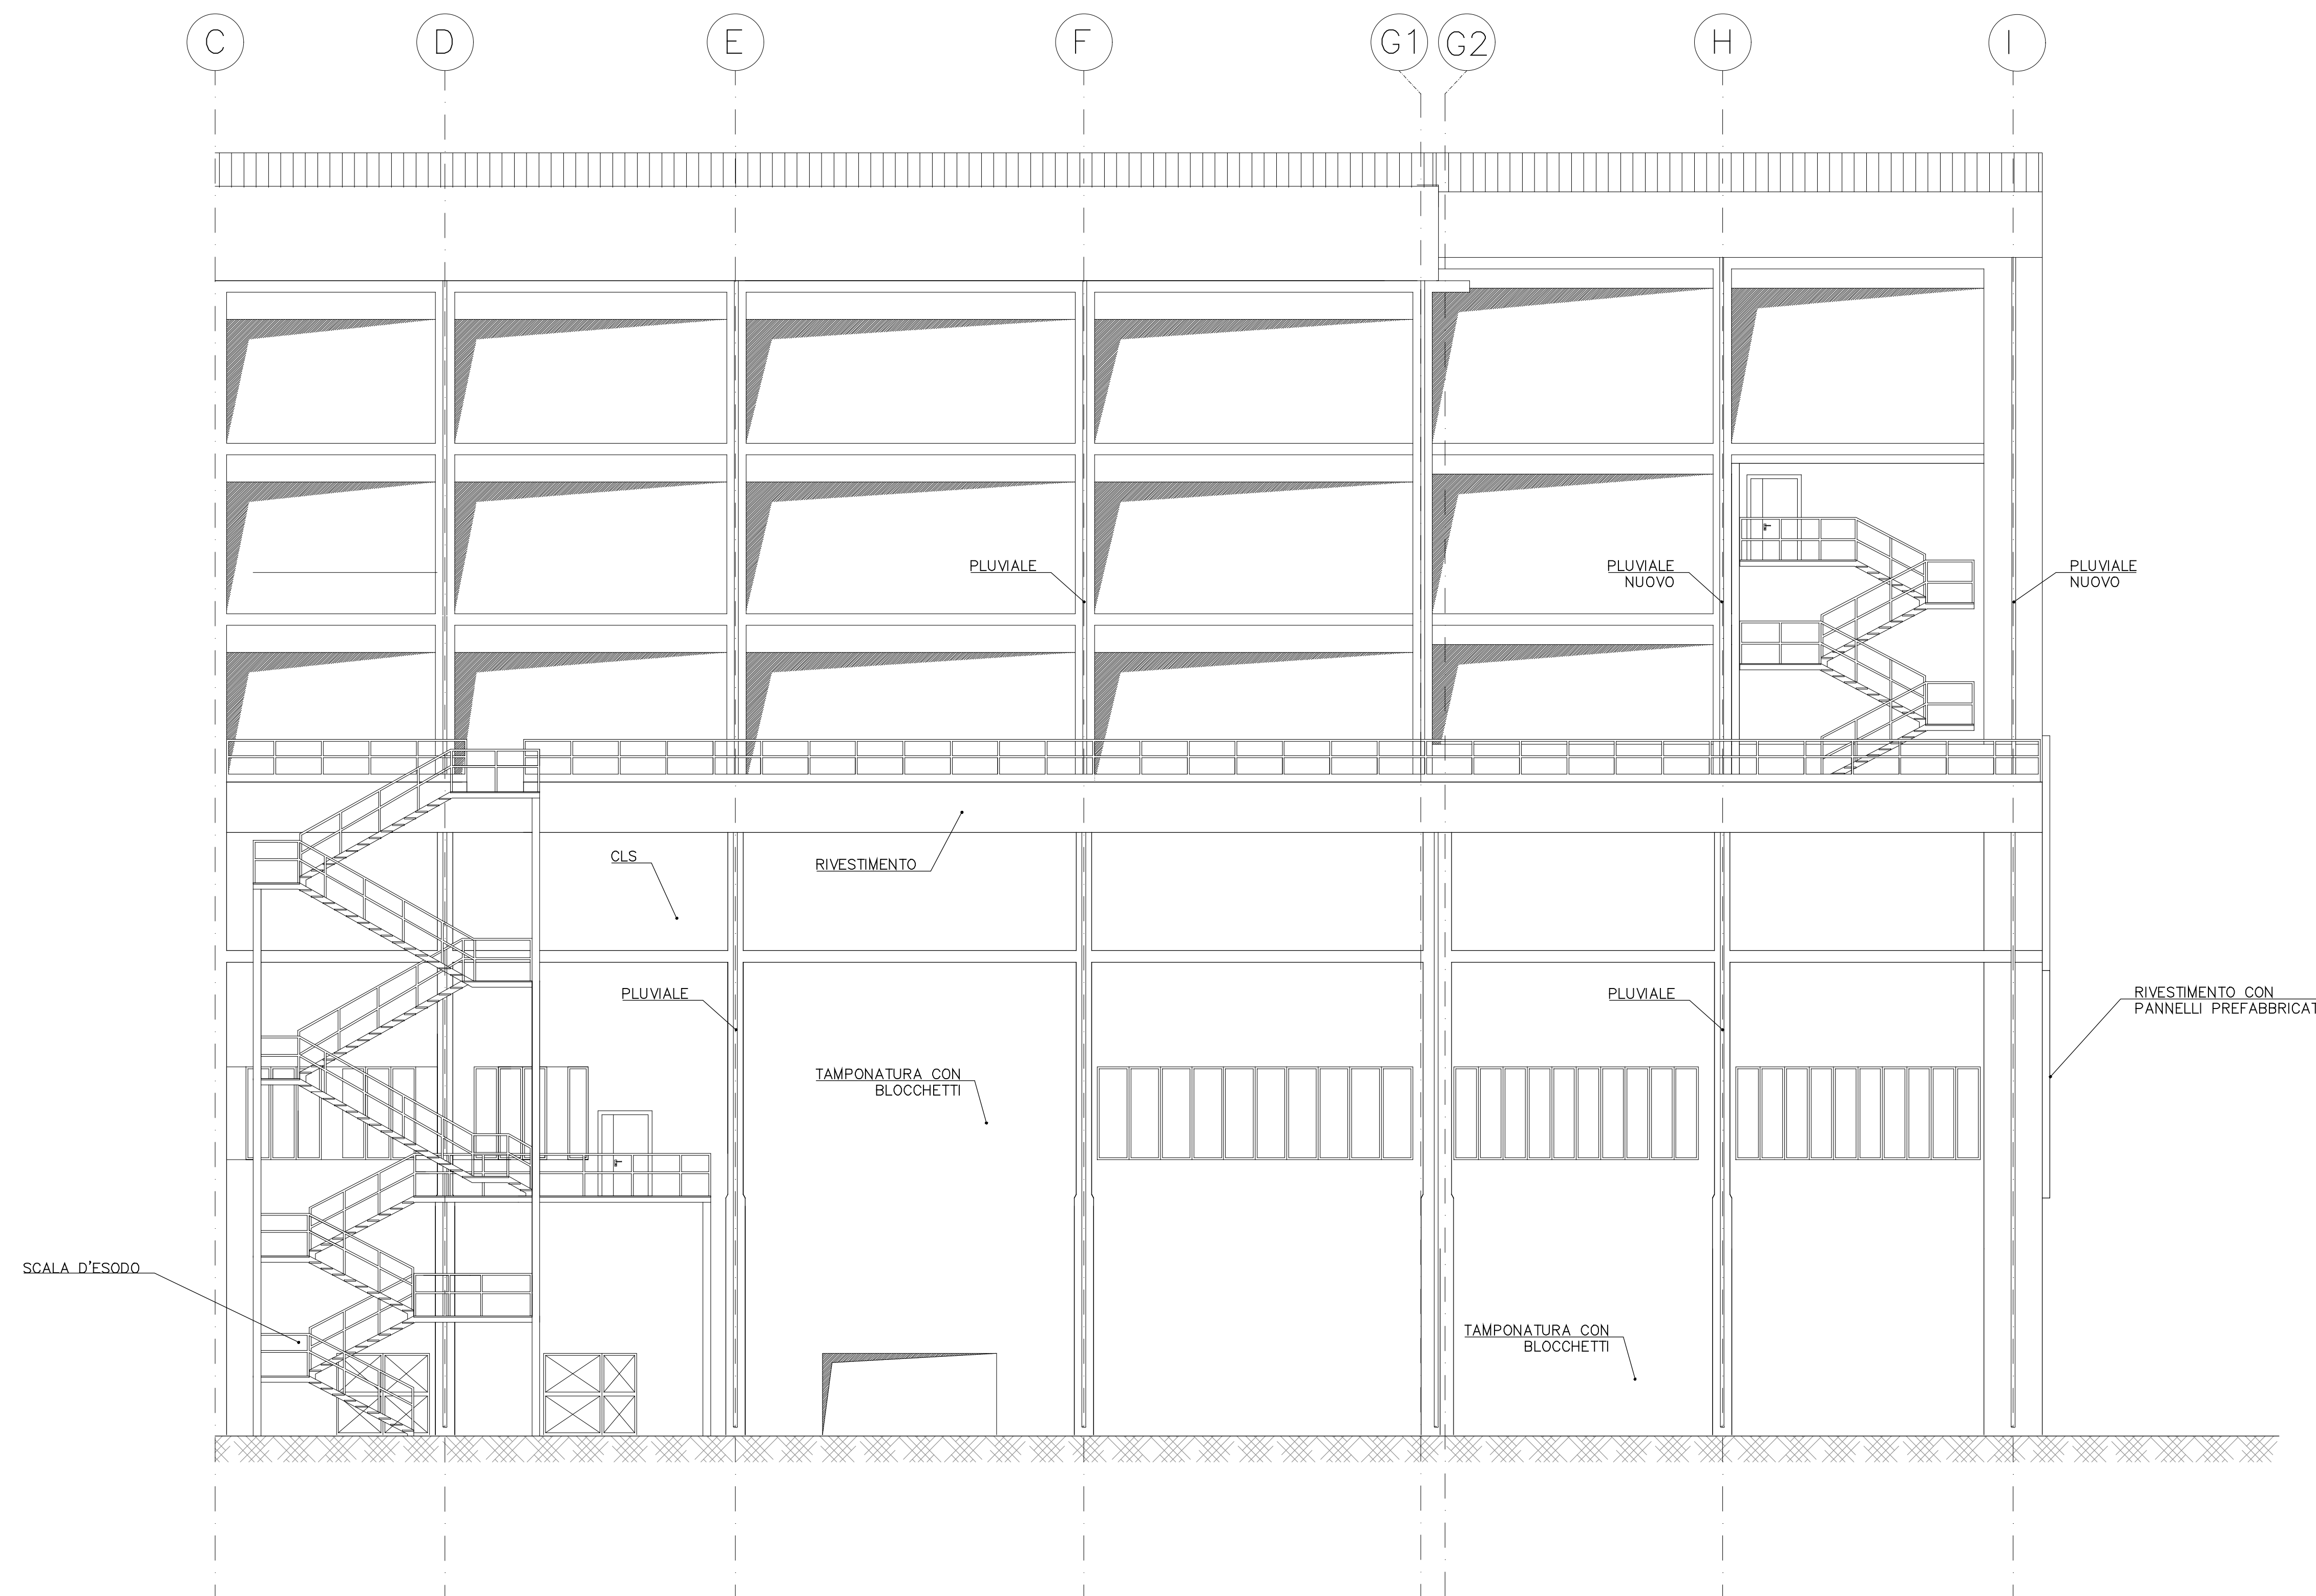 C
D
E
F
G1
G2
H
I
PLUVIALE
PLUVIALE
NUOVO
PLUVIALE
NUOVO
CLS
RIVESTIMENTO
PLUVIALE
PLUVIALE
RIVESTIMENTO CON
PANNELLI PREFABBRICAT
TAMPONATURA CON
BLOCCHETTI
SCALA D'ESODO
TAMPONATURA CON
BLOCCHETTI